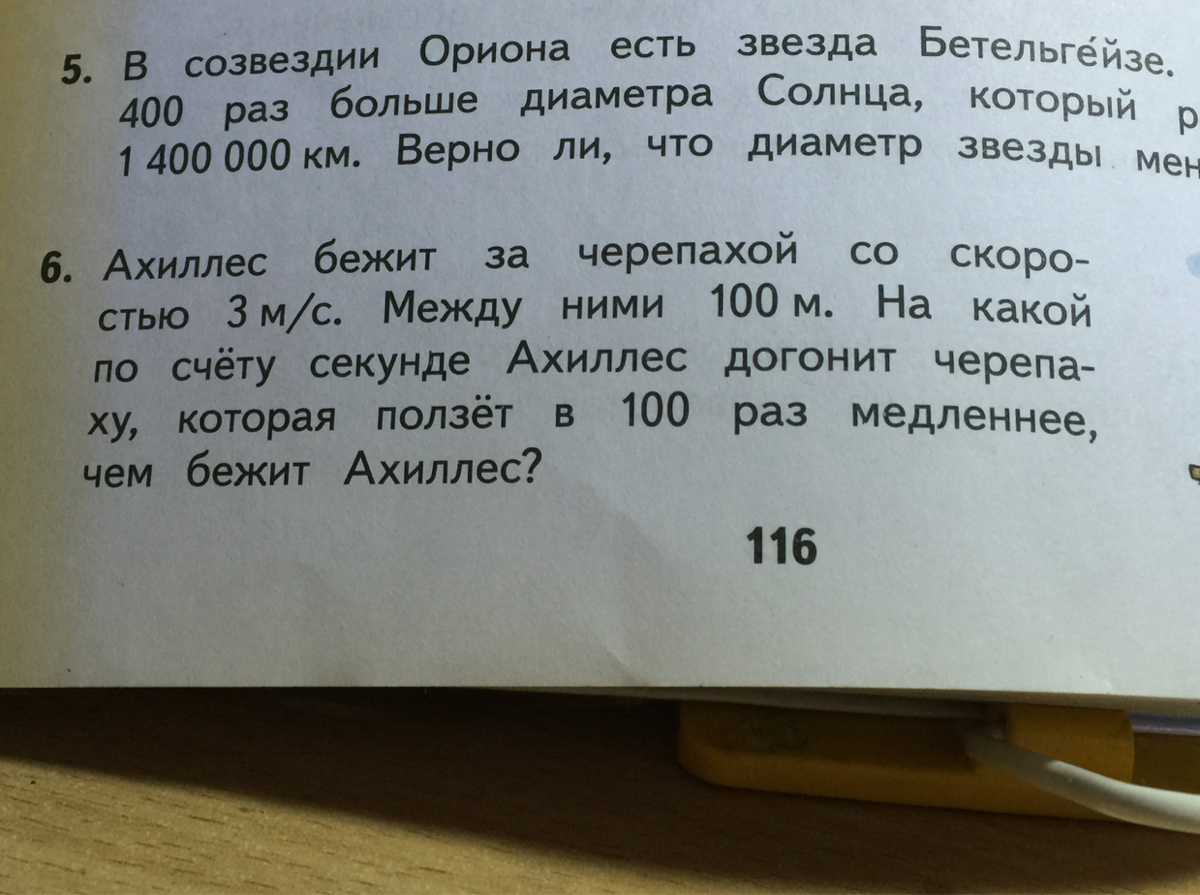 5. В созвездии Ориона есть звезда Бетельге́йзе.
400 раз больше диаметра Солнца, который
1 400 000 км. Верно ли, что диаметр звезды
6. Ахиллес бежит за черепахой со скоро-
стью 3 м/с. Между ними 100 м. На какой
по счёту секунде Ахиллес догонит черепа-
ху, которая ползёт в 100 раз медленнее,
чем бежит Ахиллес?
116